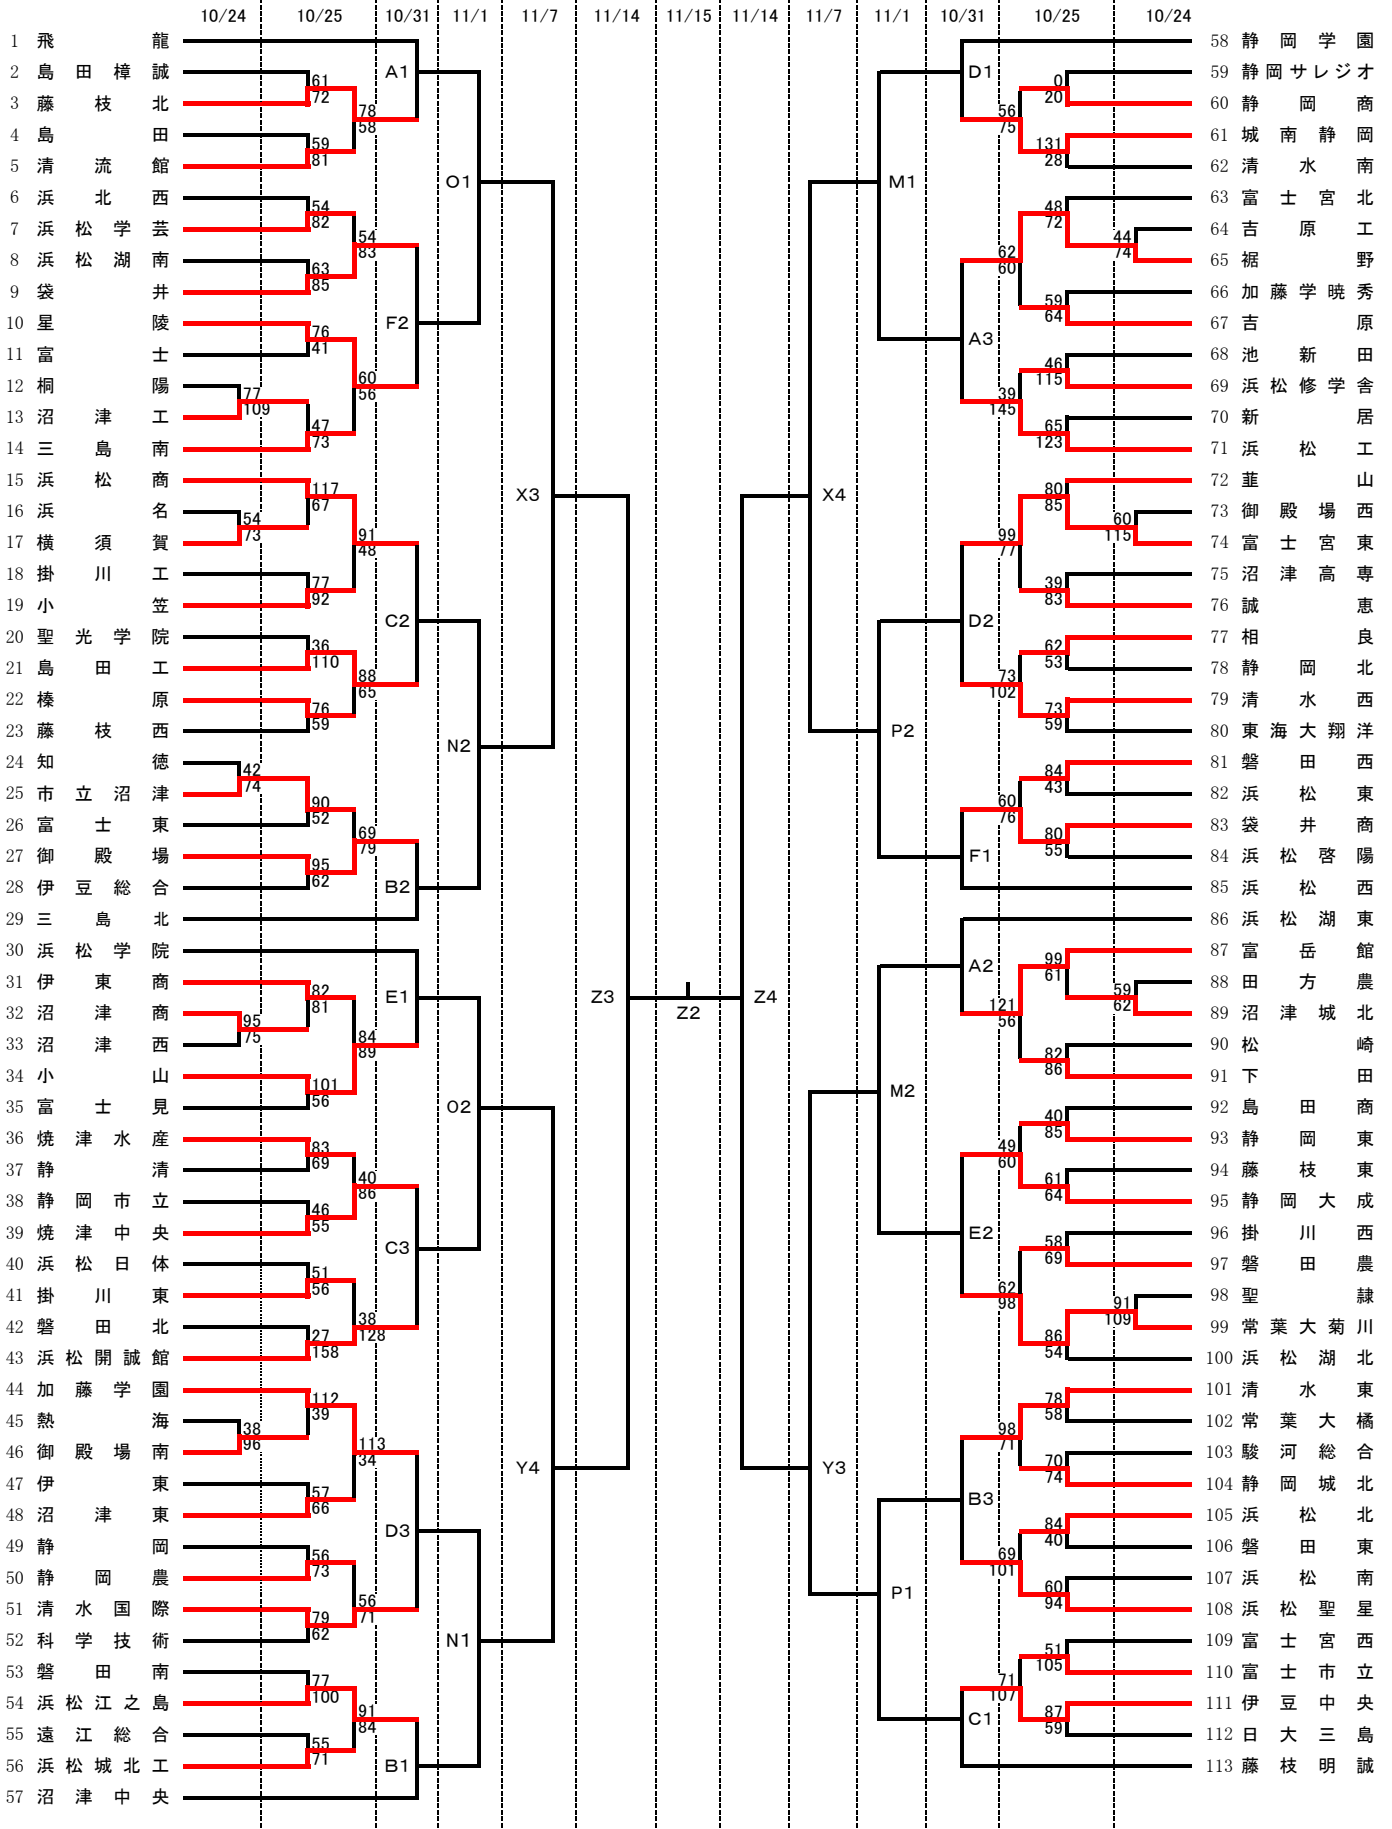 10/24 10/25 10/31 11/1 11/7 11/14 11/15 11/14 11/7 11/1 10/31 10/25 10/24
1 飛龍
2 島田樟誠
3 藤枝北
4 島田
5 清流館
6 浜北西
7 浜松学芸
8 浜松湖南
9 袋井
10 星陵
11 富士
12 桐陽
13 沼津工
14 三島南
15 浜松商
16 浜名
17 横須賀
18 掛川工
19 小笠
20 聖光学院
21 島田工
22 榛原
23 藤枝西
24 知徳
25 市立沼津
26 富士東
27 御殿場
28 伊豆総合
29 三島北
30 浜松学院
31 伊東商
32 沼津商
33 沼津西
34 小山
35 富士見
36 焼津水産
37 静清
38 静岡市立
39 焼津中央
40 浜松日体
41 掛川東
42 磐田北
43 浜松開誠館
44 加藤学園
45 熱海
46 御殿場南
47 伊東
48 沼津東
49 静岡
50 静岡農
51 清水国際
52 科学技術
53 磐田南
54 浜松江之島
55 遠江総合
56 浜松城北工
57 沼津中央
77
109
54
73
42
74
95
75
38
96
61
72
59
81
54
82
63
85
76
41
47
73
117
67
77
92
36
110
76
59
90
52
95
62
82
81
101
56
83
69
46
55
51
56
27
158
112
39
57
66
56
73
79
62
77
100
55
71
78
58
54
83
60
56
91
48
88
65
69
79
84
89
40
86
38
128
113
34
56
71
91
84
A1
F2
C2
B2
E1
C3
D3
B1
O1
N2
O2
N1
X3
Y4
Z3
Z2
Z4
X4
Y3
M1
P2
M2
P1
D1
A3
D2
F1
A2
E2
B3
C1
56
75
62
60
39
145
99
77
73
102
60
76
121
56
49
60
62
98
98
71
69
101
71
107
0
20
131
28
48
72
59
64
46
115
65
123
80
85
39
83
62
53
73
59
84
43
80
55
99
61
82
86
40
85
61
64
58
69
86
54
78
58
70
74
84
40
60
94
51
105
87
59
44
74
60
115
59
62
91
109
58 静岡学園
59 静岡サレジオ
60 静岡商
61 城南静岡
62 清水南
63 富士宮北
64 吉原工
65 裾野
66 加藤学暁秀
67 吉原
68 池新田
69 浜松修学舎
70 新居
71 浜松工
72 韮山
73 御殿場西
74 富士宮東
75 沼津高専
76 誠恵
77 相良
78 静岡北
79 清水西
80 東海大翔洋
81 磐田西
82 浜松東
83 袋井商
84 浜松啓陽
85 浜松西
86 浜松湖東
87 富岳館
88 田方農
89 沼津城北
90 松崎
91 下田
92 島田商
93 静岡東
94 藤枝東
95 静岡大成
96 掛川西
97 磐田農
98 聖隷
99 常葉大菊川
100 浜松湖北
101 清水東
102 常葉大橘
103 駿河総合
104 静岡城北
105 浜松北
106 磐田東
107 浜松南
108 浜松聖星
109 富士宮西
110 富士市立
111 伊豆中央
112 日大三島
113 藤枝明誠